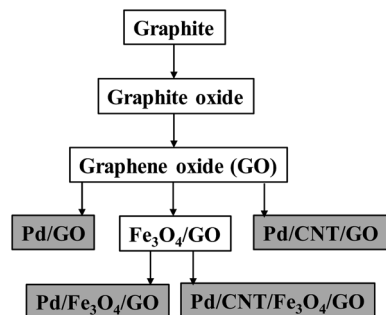 Graphite
Graphite oxide
Graphene oxide (GO)
Pd/GO
Fe₃O₄/GO
Pd/CNT/GO
Pd/Fe₃O₄/GO
Pd/CNT/Fe₃O₄/GO